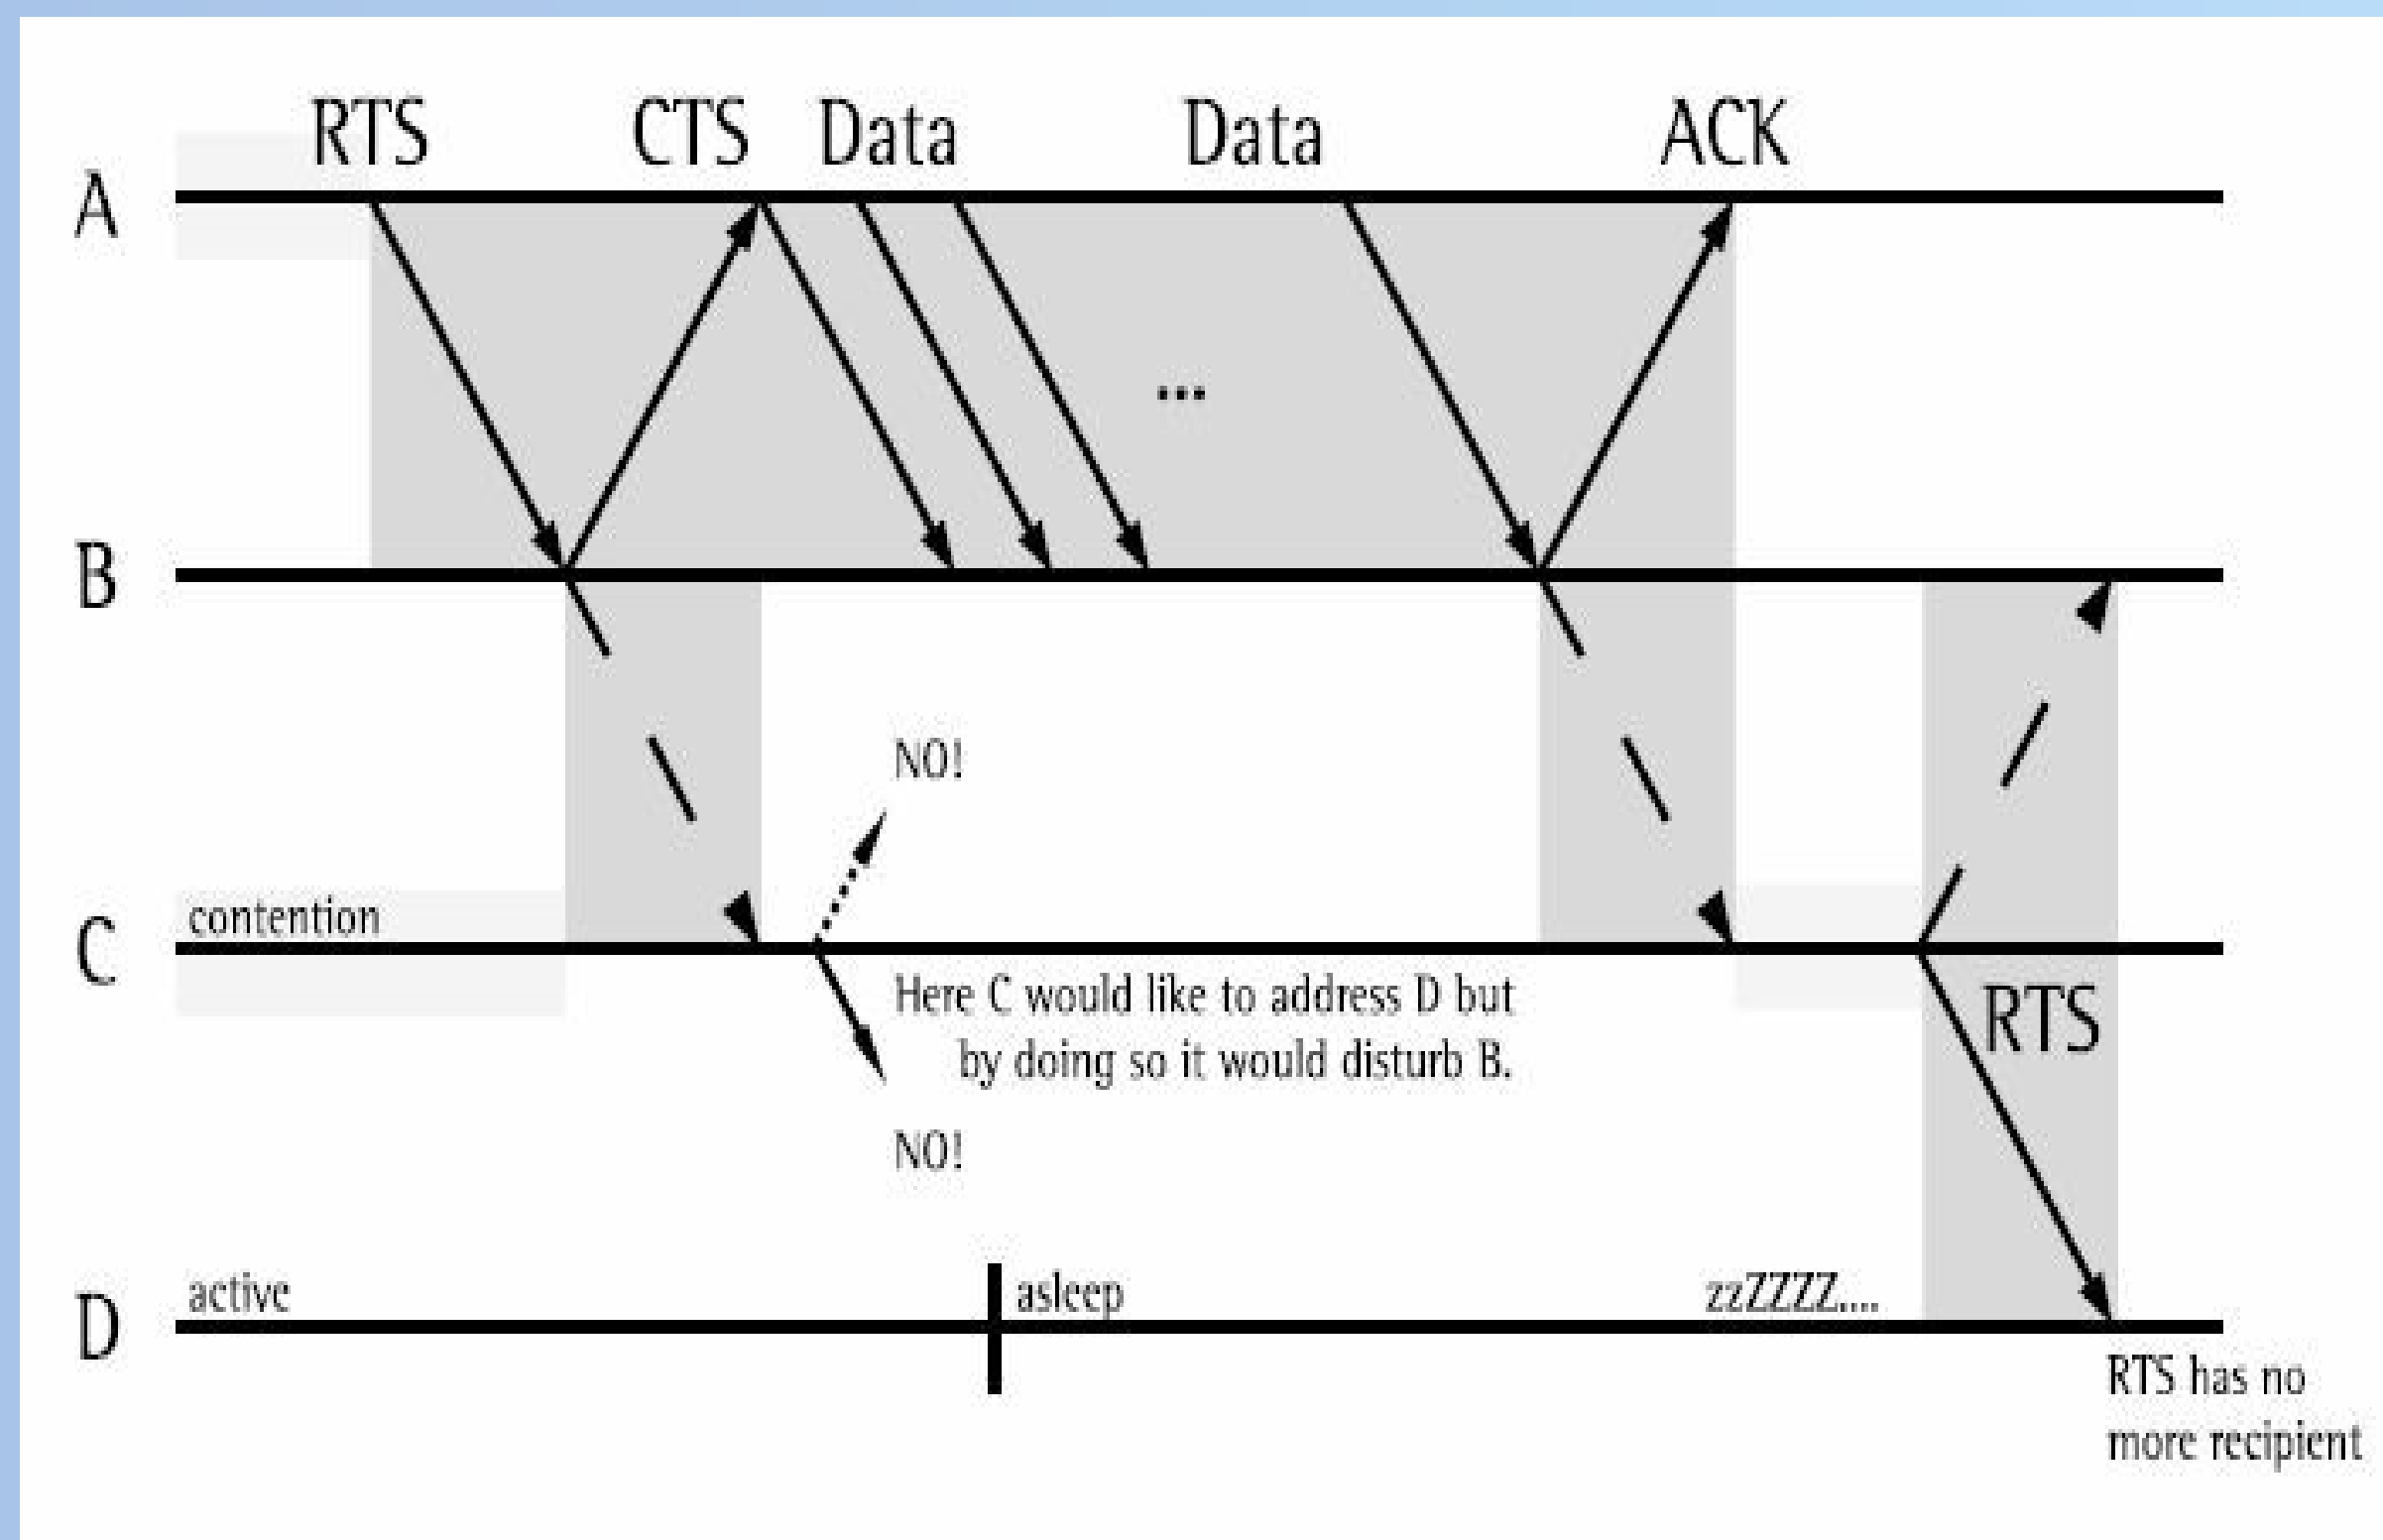 RTS CTS Data Data ACK
A
...
B
NO!
contention
C
Here C would like to address D but
by doing so it would disturb B.
RTS
NO!
active asleep zzZZZZ....
D
RTS has no
more recipient